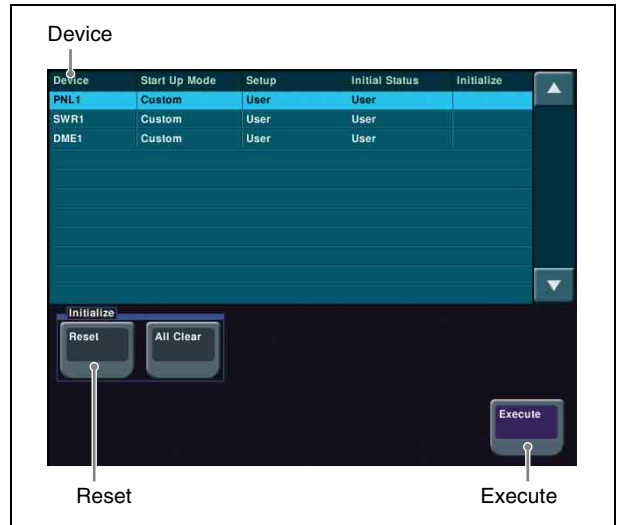 Device
Device Start Up Mode Setup Initial Status Initialize
PNL1 Custom User User
SWR1 Custom User User
DME1 Custom User User
Initialize
Reset All Clear
Execute
Reset Execute